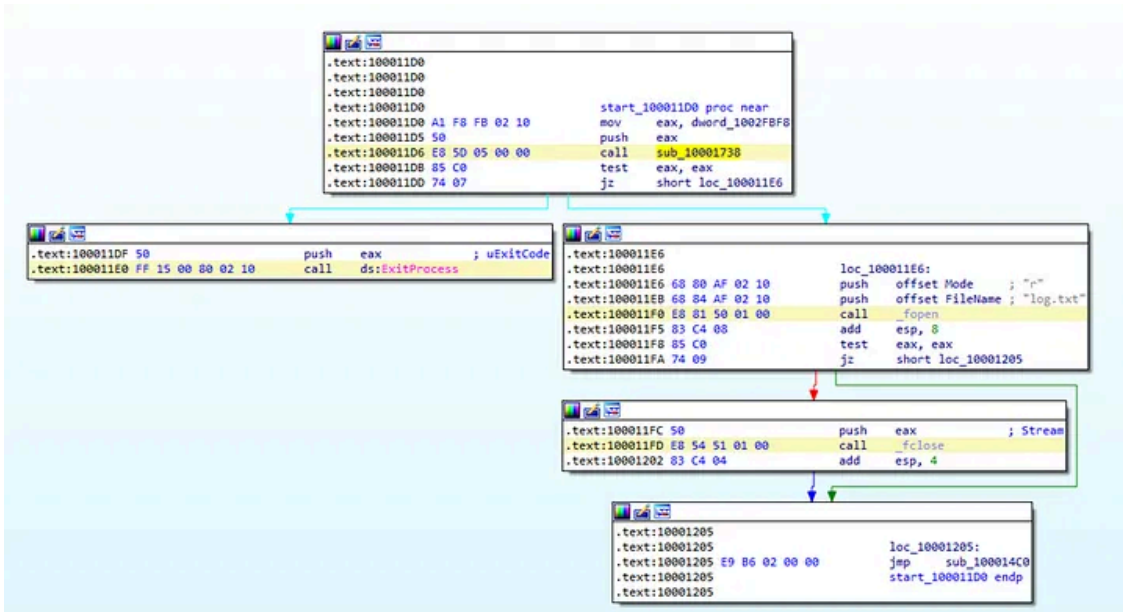 .text:100011D0
.text:100011D0
.text:100011D0
.text:100011D0 start_100011D0 proc near
.text:100011D0 A1 F8 FB 02 10 mov eax, dword_1002FBF8
.text:100011D5 50 push eax
.text:100011D6 E8 5D 05 00 00 call sub_10001738
.text:100011DB 85 C0 test eax, eax
.text:100011DD 74 07 jz short loc_100011E6
.text:100011DF 50 push eax ; uExitCode
.text:100011E0 FF 15 00 80 02 10 call ds:ExitProcess
.text:100011E6
.text:100011E6 loc_100011E6:
.text:100011E6 68 80 AF 02 10 push offset Mode ; "r"
.text:100011EB 68 84 AF 02 10 push offset FileName ; "log.txt"
.text:100011F0 E8 81 50 01 00 call _fopen
.text:100011F5 83 C4 08 add esp, 8
.text:100011F8 85 C0 test eax, eax
.text:100011FA 74 09 jz short loc_10001205
.text:100011FC 50 push eax ; Stream
.text:100011FD E8 54 51 01 00 call _fclose
.text:10001202 83 C4 04 add esp, 4
.text:10001205
.text:10001205 loc_10001205:
.text:10001205 E9 B6 02 00 00 jmp sub_100014C0
.text:10001205 start_100011D0 endp
.text:10001205